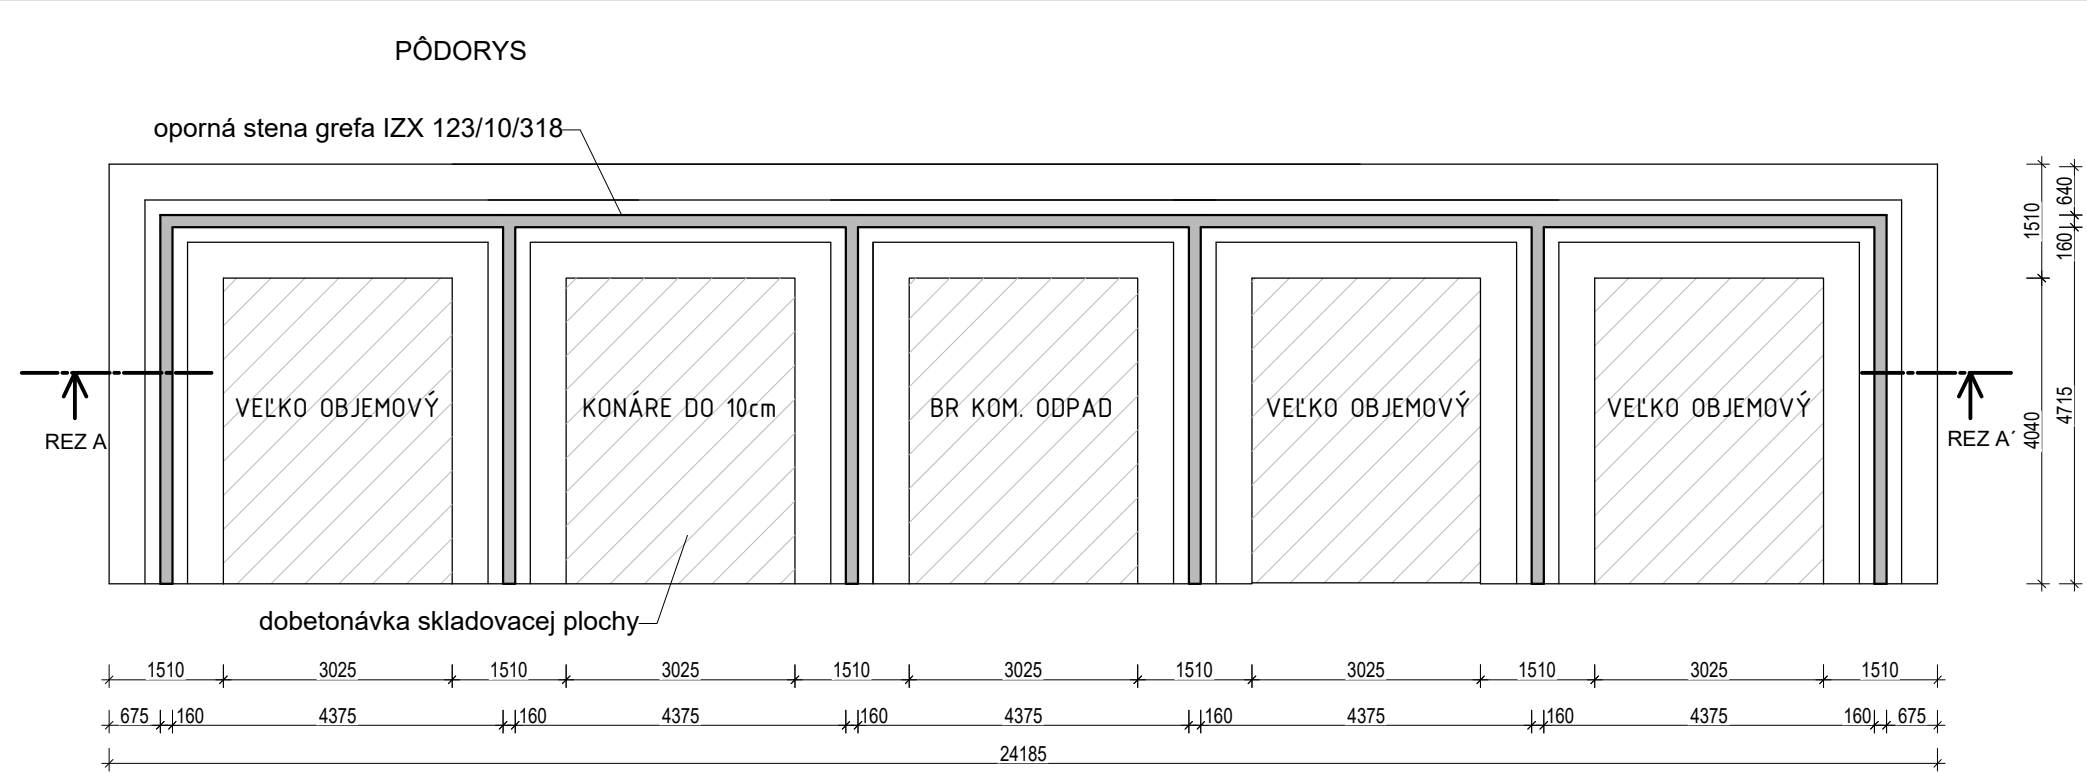 PÔDORYS
oporná stena grefa IZX 123/10/318
640
1510
160
VEĽKO OBJEMOVÝ
KONÁRE DO 10cm
BR KOM. ODPAD
VEĽKO OBJEMOVÝ
VEĽKO OBJEMOVÝ
4040
4715
REZ A
REZ A´
dobetonávka skladovacej plochy
1510 3025 1510 3025 1510 3025 1510 3025 1510 3025 1510
675 160 4375 160 4375 160 4375 160 4375 160 4375 160 675
24185